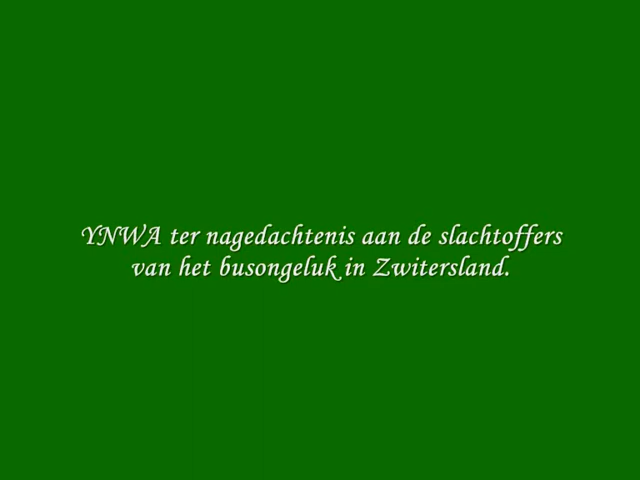 YNWA ter nagedachtenis aan de slachtoffers
van het busongeluk in Zwitersland.